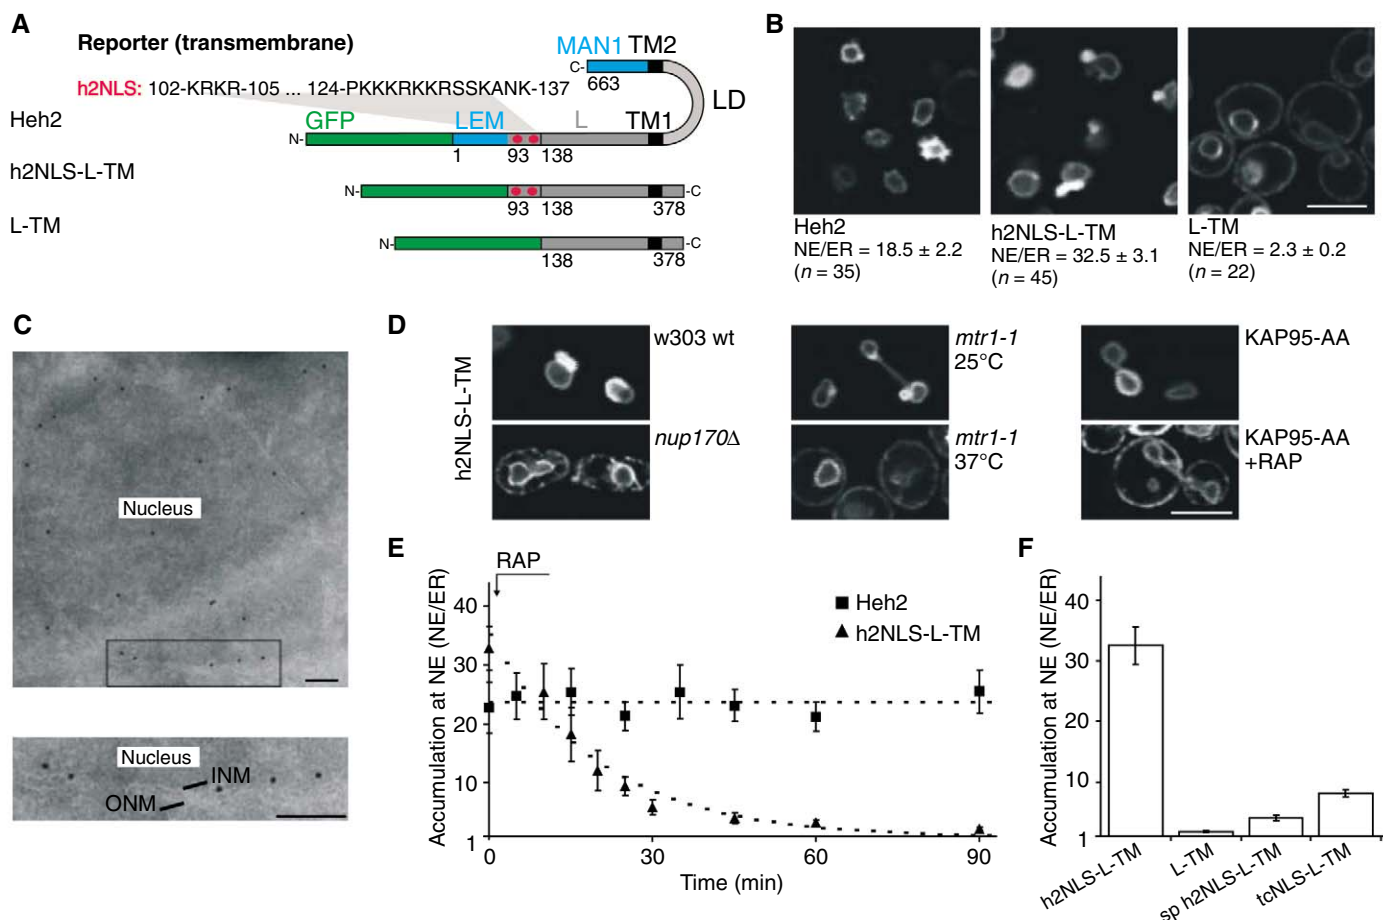 A
Reporter (transmembrane)
h2NLS: 102-KRKR-105 ... 124-PKKKRKKRSSKANK-137
MAN1 TM2
C-
663
LD
Heh2
GFP LEM L TM1
N-
1 93 138
h2NLS-L-TM
N- -C
93 138 378
L-TM
N- -C
138 378
B
Heh2
NE/ER = 18.5 ± 2.2
(n = 35)
h2NLS-L-TM
NE/ER = 32.5 ± 3.1
(n = 45)
L-TM
NE/ER = 2.3 ± 0.2
(n = 22)
C
Nucleus
Nucleus
INM
ONM
D
h2NLS-L-TM
w303 wt
nup170Δ
mtr1-1
25°C
mtr1-1
37°C
KAP95-AA
KAP95-AA
+RAP
E
RAP
Accumulation at NE (NE/ER)
40
30
20
10
1
Heh2
h2NLS-L-TM
0 30 60 90
Time (min)
F
Accumulation at NE (NE/ER)
40
30
20
10
1
h2NLS-L-TM
L-TM
sp h2NLS-L-TM
tcNLS-L-TM